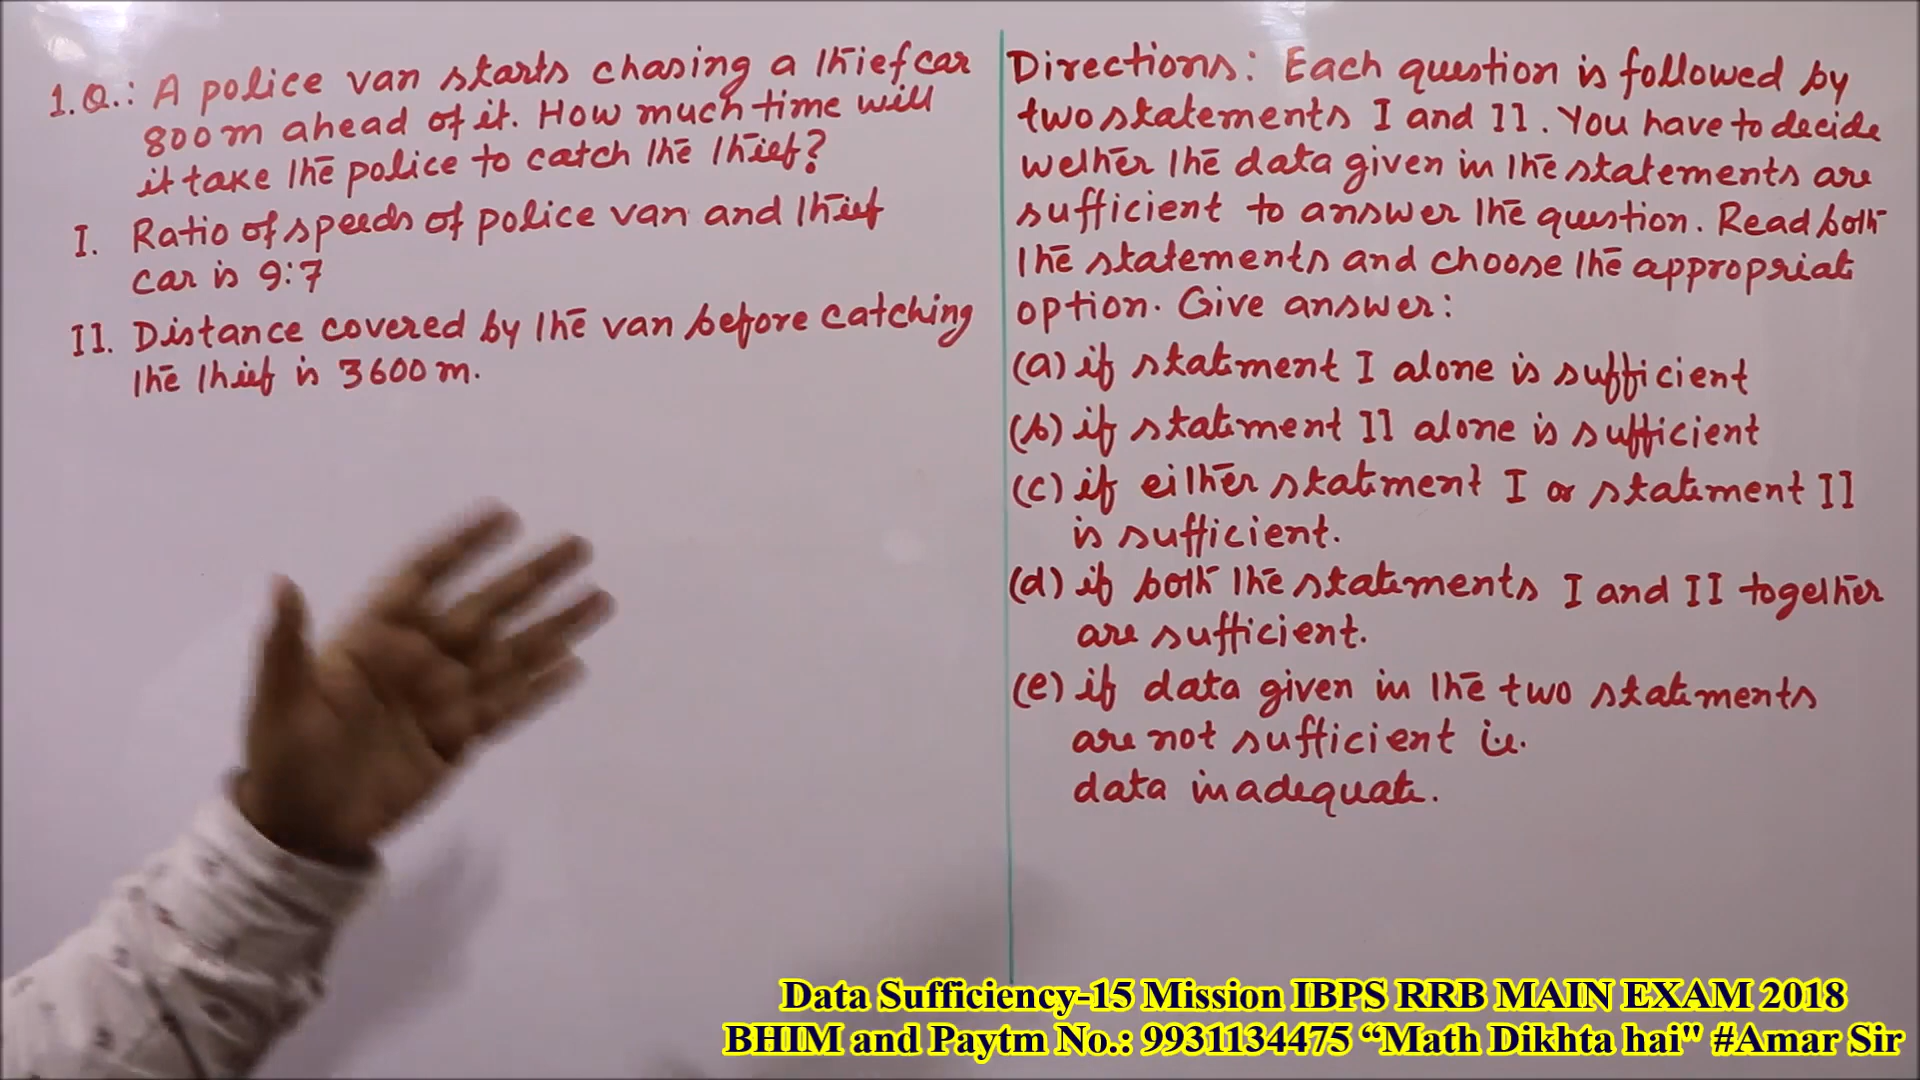 1.Q.: A police van starts chasing a thief car
800m ahead of it. How much time will
it take the police to catch the thief?
I. Ratio of speeds of police van and thief
car is 9:7
II. Distance covered by the van before catching
the thief is 3600 m.
Directions: Each question is followed by
two statements I and II. You have to decide
wether the data given in the statements are
sufficient to answer the question. Read both
the statements and choose the appropriat
option. Give answer:
(a) if statment I alone is sufficient
(b) if statment II alone is sufficient
(c) if either statment I or statement II
is sufficient.
(d) if both the statements I and II together
are sufficient.
(e) if data given in the two statements
are not sufficient i.e.
data inadequate.
Data Sufficiency-15 Mission IBPS RRB MAIN EXAM 2018
BHIM and Paytm No.: 9931134475 “Math Dikhta hai" #Amar Sir